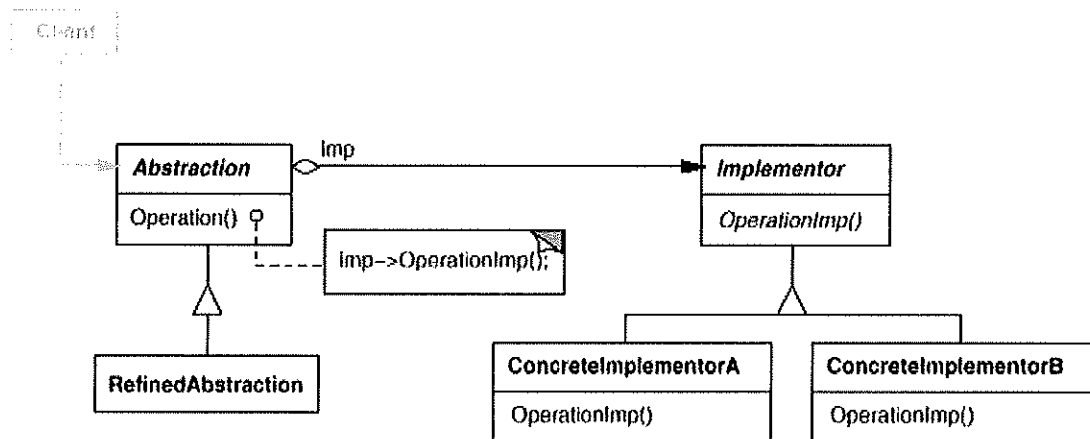 Client
Imp
Abstraction
Implementor
Operation()
OperationImp()
Imp->OperationImp();
RefinedAbstraction
ConcreteImplementorA
ConcreteImplementorB
OperationImp()
OperationImp()